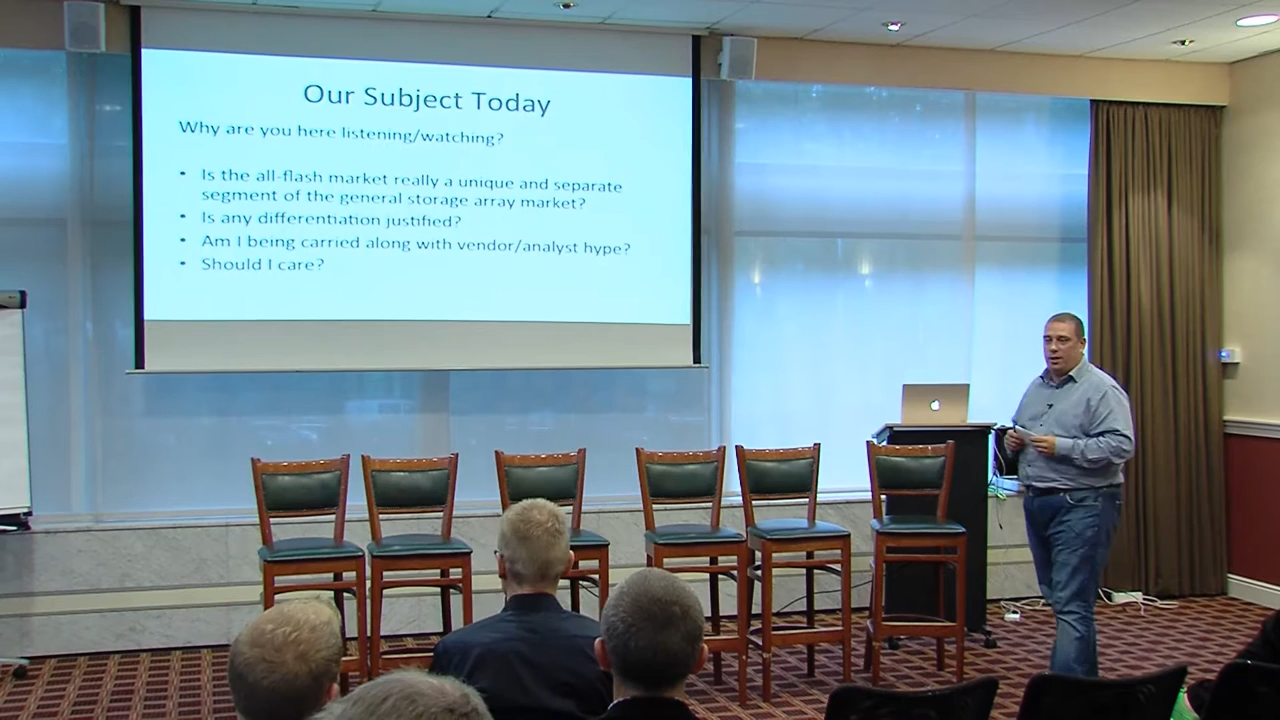 Our Subject Today
Why are you here listening/watching?
• Is the all-flash market really a unique and separate
segment of the general storage array market?
• Is any differentiation justified?
• Am I being carried along with vendor/analyst hype?
• Should I care?